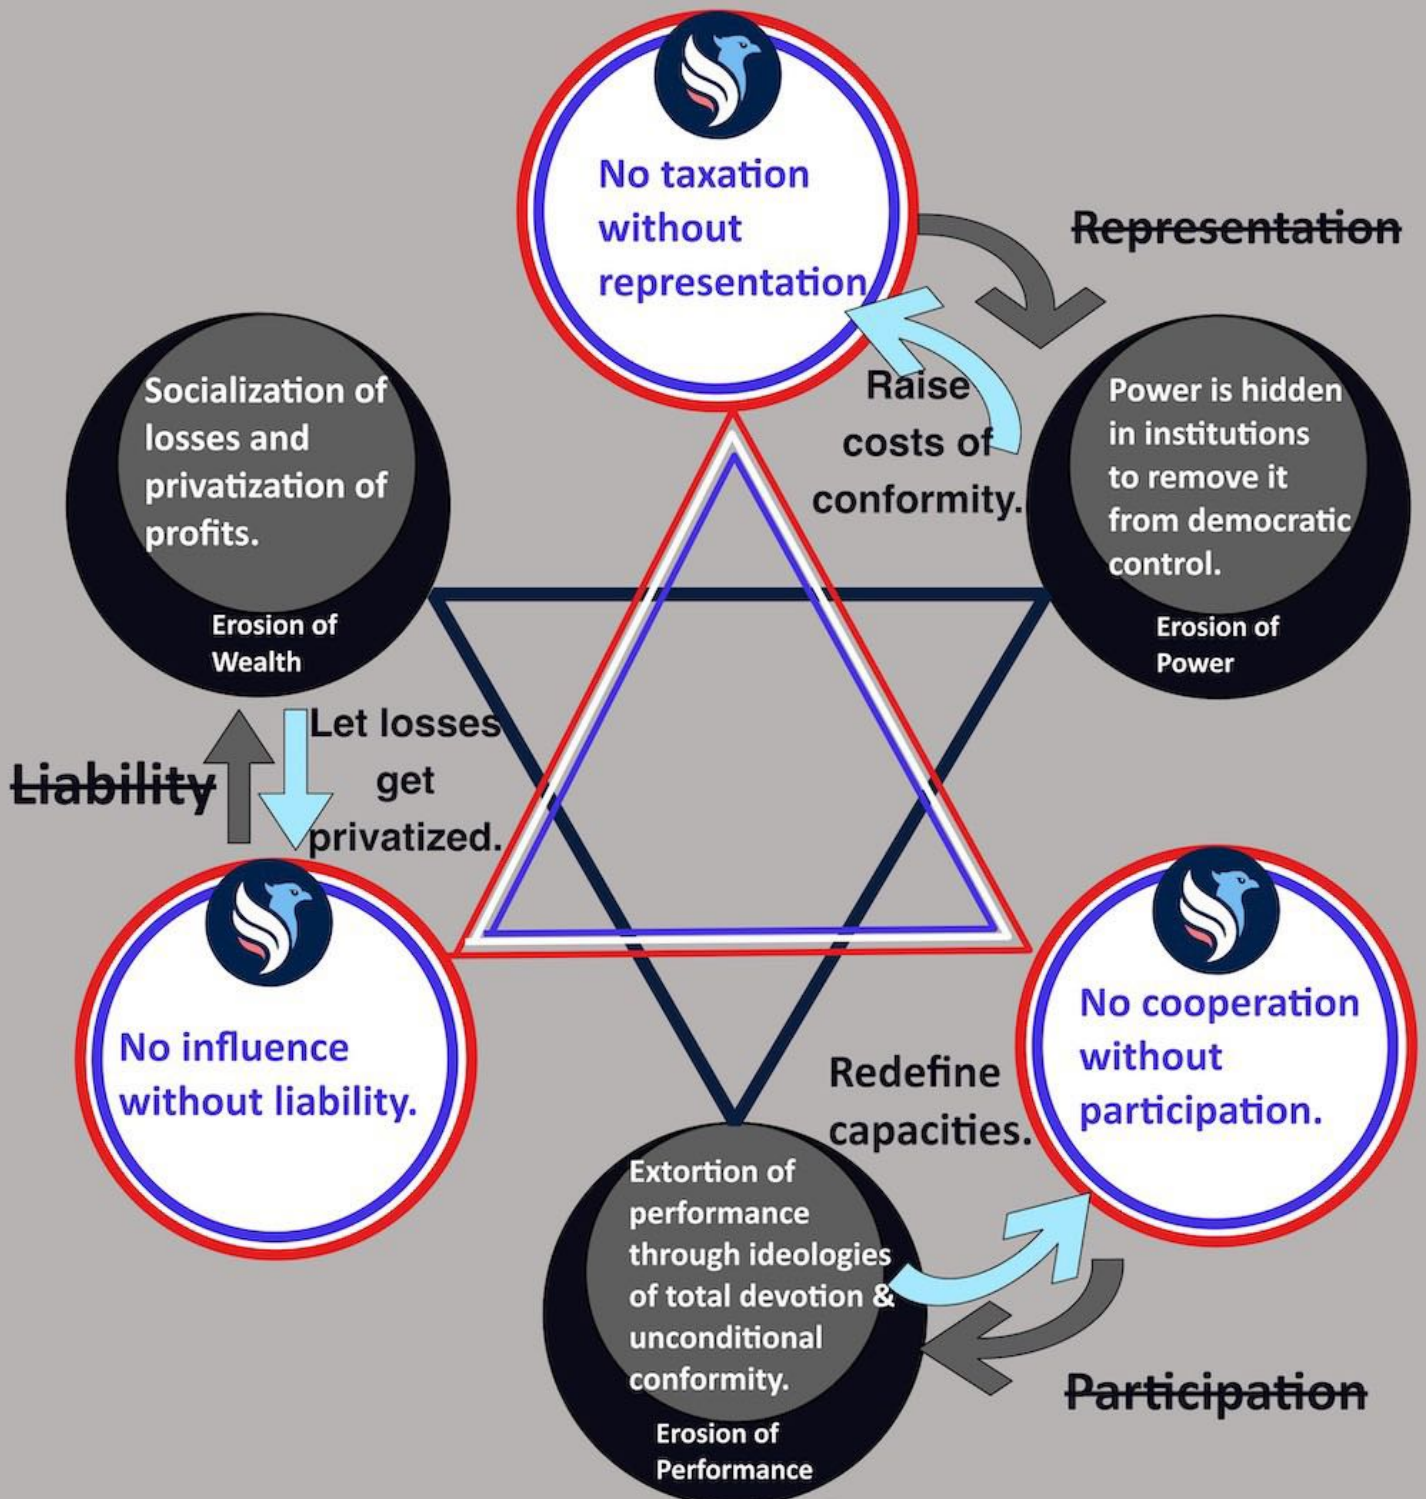 No taxation
without
representation
Representation
Raise
costs of
conformity.
Socialization of
losses and
privatization of
profits.
Erosion of
Wealth
Power is hidden
in institutions
to remove it
from democratic
control.
Erosion of
Power
Liability
Let losses
get
privatized.
No influence
without liability.
No cooperation
without
participation.
Redefine
capacities.
Extortion of
performance
through ideologies
of total devotion &
unconditional
conformity.
Erosion of
Performance
Participation